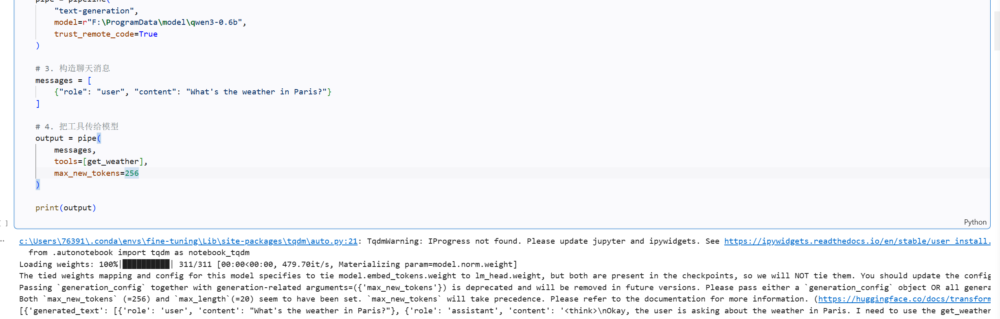 pipe = pipeline(
    "text-generation",
    model=r"F:\ProgramData\model\qwen3-0.6b",
    trust_remote_code=True
)
# 3. 构造聊天消息
messages = [
    {"role": "user", "content": "What's the weather in Paris?"}
]
# 4. 把工具传给模型
output = pipe(
    messages,
    tools=[get_weather],
    max_new_tokens=256
)
print(output)
[ ]
Python
c:\Users\76391\.conda\envs\fine-tuning\Lib\site-packages\tqdm\auto.py:21: TqdmWarning: IProgress not found. Please update jupyter and ipywidgets. See https://ipywidgets.readthedocs.io/en/stable/user_install.
  from .autonotebook import tqdm as notebook_tqdm
Loading weights: 100%|██████████| 311/311 [00:00<00:00, 479.70it/s, Materializing param=model.norm.weight]
The tied weights mapping and config for this model specifies to tie model.embed_tokens.weight to lm_head.weight, but both are present in the checkpoints, so we will NOT tie them. You should update the config
Passing `generation_config` together with generation-related arguments=({'max_new_tokens'}) is deprecated and will be removed in future versions. Please pass either a `generation_config` object OR all genera
Both `max_new_tokens` (=256) and `max_length`(=20) seem to have been set. `max_new_tokens` will take precedence. Please refer to the documentation for more information. (https://huggingface.co/docs/transform
[{'generated_text': [{'role': 'user', 'content': "What's the weather in Paris?"}, {'role': 'assistant', 'content': '<think>\nOkay, the user is asking about the weather in Paris. I need to use the get_weather